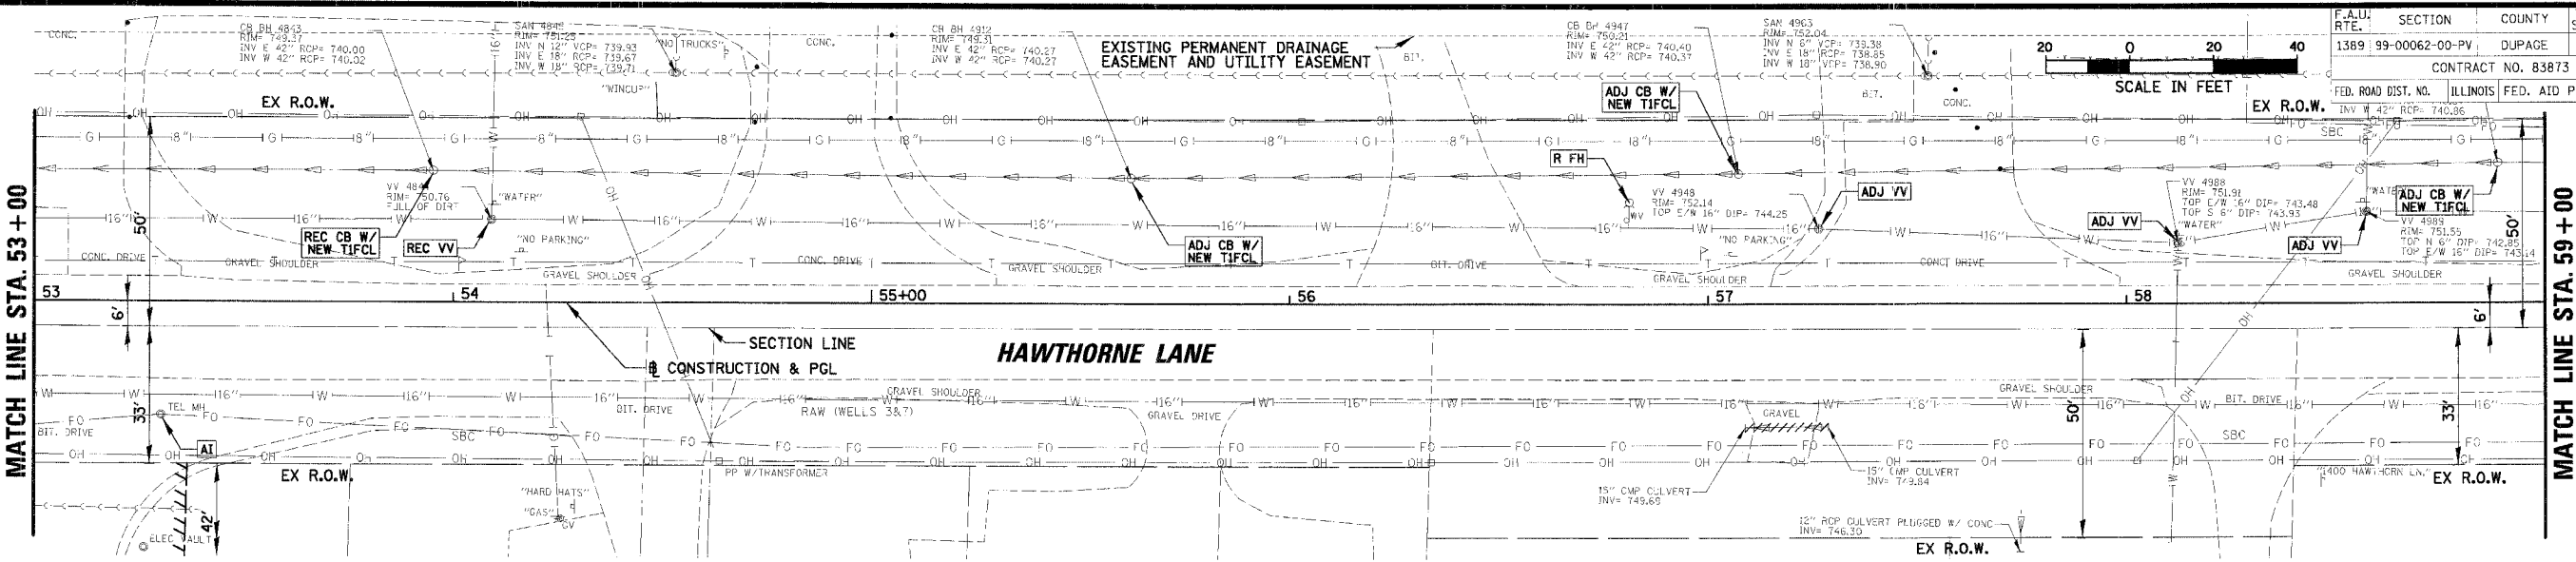 F.A.U. RTE. SECTION COUNTY
1389 99-00062-00-PV DUPAGE
CONTRACT NO. 83873
FED. ROAD DIST. NO. ILLINOIS FED. AID P
20 0 20 40
SCALE IN FEET
CONC.
CB BH 4843
RIM= 749.37
INV E 42" RCP= 740.00
INV W 42" RCP= 740.02
RIM= 751.25
INV N 12" VCP= 739.93
INV E 18" RCP= 739.67
INV W 18" RCP= 739.71
"NO TRUCKS"
"WINCUP"
CONC.
CB BH 4912
RIM= 749.31
INV E 42" RCP= 740.27
INV W 42" RCP= 740.27
EXISTING PERMANENT DRAINAGE
EASEMENT AND UTILITY EASEMENT
BIT.
CB BH 4947
RIM= 750.21
INV E 42" RCP= 740.40
INV W 42" RCP= 740.37
SAN 4963
RIM= 752.04
INV N 6" VCP= 739.38
INV E 18" RCP= 738.85
INV W 18" VCP= 738.90
BIT.
CONC.
EX R.O.W.
EX R.O.W.
INV W 42" RCP= 740.86
SBC
ADJ CB W/
NEW T1FCL
R FH
WV
VV 4948
RIM= 752.14
TOP E/W 16" DIP= 744.25
ADJ VV
RIM= 750.76
FULL OF DIRT
"WATER"
REC CB W/
NEW T1FCL
REC VV
"NO PARKING"
ADJ CB W/
NEW T1FCL
"NO PARKING"
VV 4988
RIM= 751.91
TOP E/W 16" DIP= 743.48
TOP S 6" DIP= 743.93
"WATER"
ADJ VV
ADJ VV
ADJ CB W/
NEW T1FCL
VV 4989
RIM= 751.55
TOP N 6" DIP= 742.85
TOP E/W 16" DIP= 743.14
50'
50'
CONC. DRIVE
GRAVEL SHOULDER
GRAVEL SHOULDER
CONC. DRIVE
GRAVEL SHOULDER
BIT. DRIVE
GRAVEL SHOULDER
GRAVEL SHOULDER
53 54 55+00 56 57 58
6'
6'
MATCH LINE STA. 53+00
MATCH LINE STA. 59+00
SECTION LINE
HAWTHORNE LANE
CONSTRUCTION & PGL
TEL MH
BIT. DRIVE
33'
AI
SBC
BIT. DRIVE
RAW (WELLS 3&7)
GRAVEL SHOULDER
GRAVEL DRIVE
GRAVEL
GRAVEL SHOULDER
50'
BIT. DRIVE
SBC
33'
EX R.O.W.
PP W/TRANSFORMER
15" CMP CULVERT
INV= 749.69
15" CMP CULVERT
INV= 749.84
"1400 HAWTHORN LN."
EX R.O.W.
42'
"HARD HATS"
"GAS"
GV
12" RCP CULVERT PLUGGED W/ CONC
INV= 746.30
EX R.O.W.